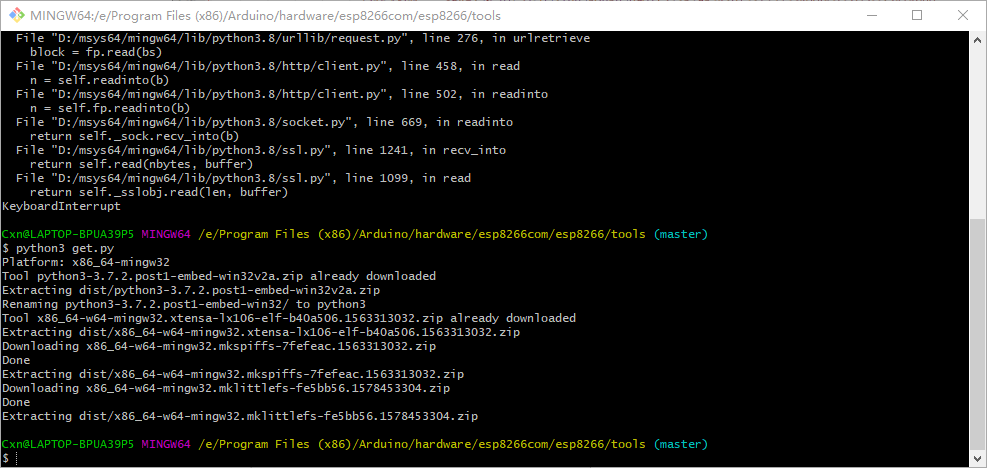 MINGW64:/e/Program Files (x86)/Arduino/hardware/esp8266com/esp8266/tools
File "D:/msys64/mingw64/lib/python3.8/urllib/request.py", line 276, in urlretrieve
block = fp.read(bs)
File "D:/msys64/mingw64/lib/python3.8/http/client.py", line 458, in read
n = self.readinto(b)
File "D:/msys64/mingw64/lib/python3.8/http/client.py", line 502, in readinto
n = self.fp.readinto(b)
File "D:/msys64/mingw64/lib/python3.8/socket.py", line 669, in readinto
return self._sock.recv_into(b)
File "D:/msys64/mingw64/lib/python3.8/ssl.py", line 1241, in recv_into
return self.read(nbytes, buffer)
File "D:/msys64/mingw64/lib/python3.8/ssl.py", line 1099, in read
return self._sslobj.read(len, buffer)
KeyboardInterrupt
Cxn@LAPTOP-BPUA39P5 MINGW64 /e/Program Files (x86)/Arduino/hardware/esp8266com/esp8266/tools (master)
$ python3 get.py
Platform: x86_64-mingw32
Tool python3-3.7.2.post1-embed-win32v2a.zip already downloaded
Extracting dist/python3-3.7.2.post1-embed-win32v2a.zip
Renaming python3-3.7.2.post1-embed-win32/ to python3
Tool x86_64-w64-mingw32.xtensa-lx106-elf-b40a506.1563313032.zip already downloaded
Extracting dist/x86_64-w64-mingw32.xtensa-lx106-elf-b40a506.1563313032.zip
Downloading x86_64-w64-mingw32.mkspiffs-7fefeac.1563313032.zip
Done
Extracting dist/x86_64-w64-mingw32.mkspiffs-7fefeac.1563313032.zip
Downloading x86_64-w64-mingw32.mklittlefs-fe5bb56.1578453304.zip
Done
Extracting dist/x86_64-w64-mingw32.mklittlefs-fe5bb56.1578453304.zip
Cxn@LAPTOP-BPUA39P5 MINGW64 /e/Program Files (x86)/Arduino/hardware/esp8266com/esp8266/tools (master)
$